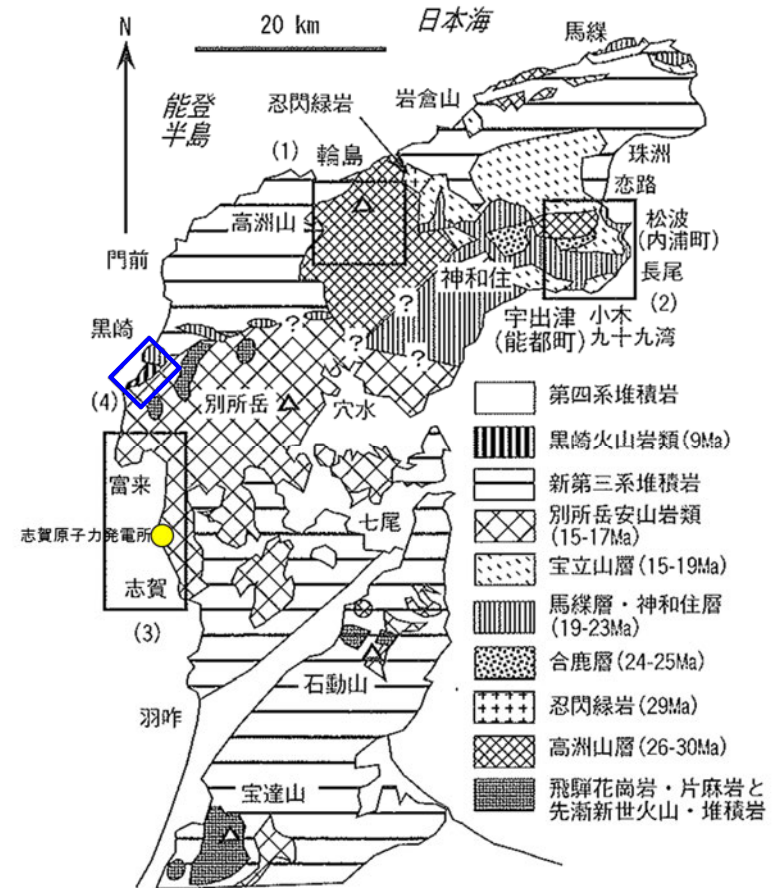 N
20 km
日本海
馬緤
能登
半島
忍閃緑岩
岩倉山
(1)
輪島
珠洲
恋路
高洲山
松波
(内浦町)
門前
神和住
長尾
?
(2)
黒崎
?
宇出津
(能都町)
小木
九十九湾
?
?
(4)
別所岳
穴水
富来
七尾
志賀原子力発電所
志賀
(3)
石動山
羽咋
宝達山
第四系堆積岩
黒崎火山岩類(9Ma)
新第三系堆積岩
別所岳安山岩類
(15-17Ma)
宝立山層(15-19Ma)
馬緤層・神和住層
(19-23Ma)
合鹿層(24-25Ma)
忍閃緑岩(29Ma)
高洲山層(26-30Ma)
飛騨花崗岩・片麻岩と
先漸新世火山・堆積岩